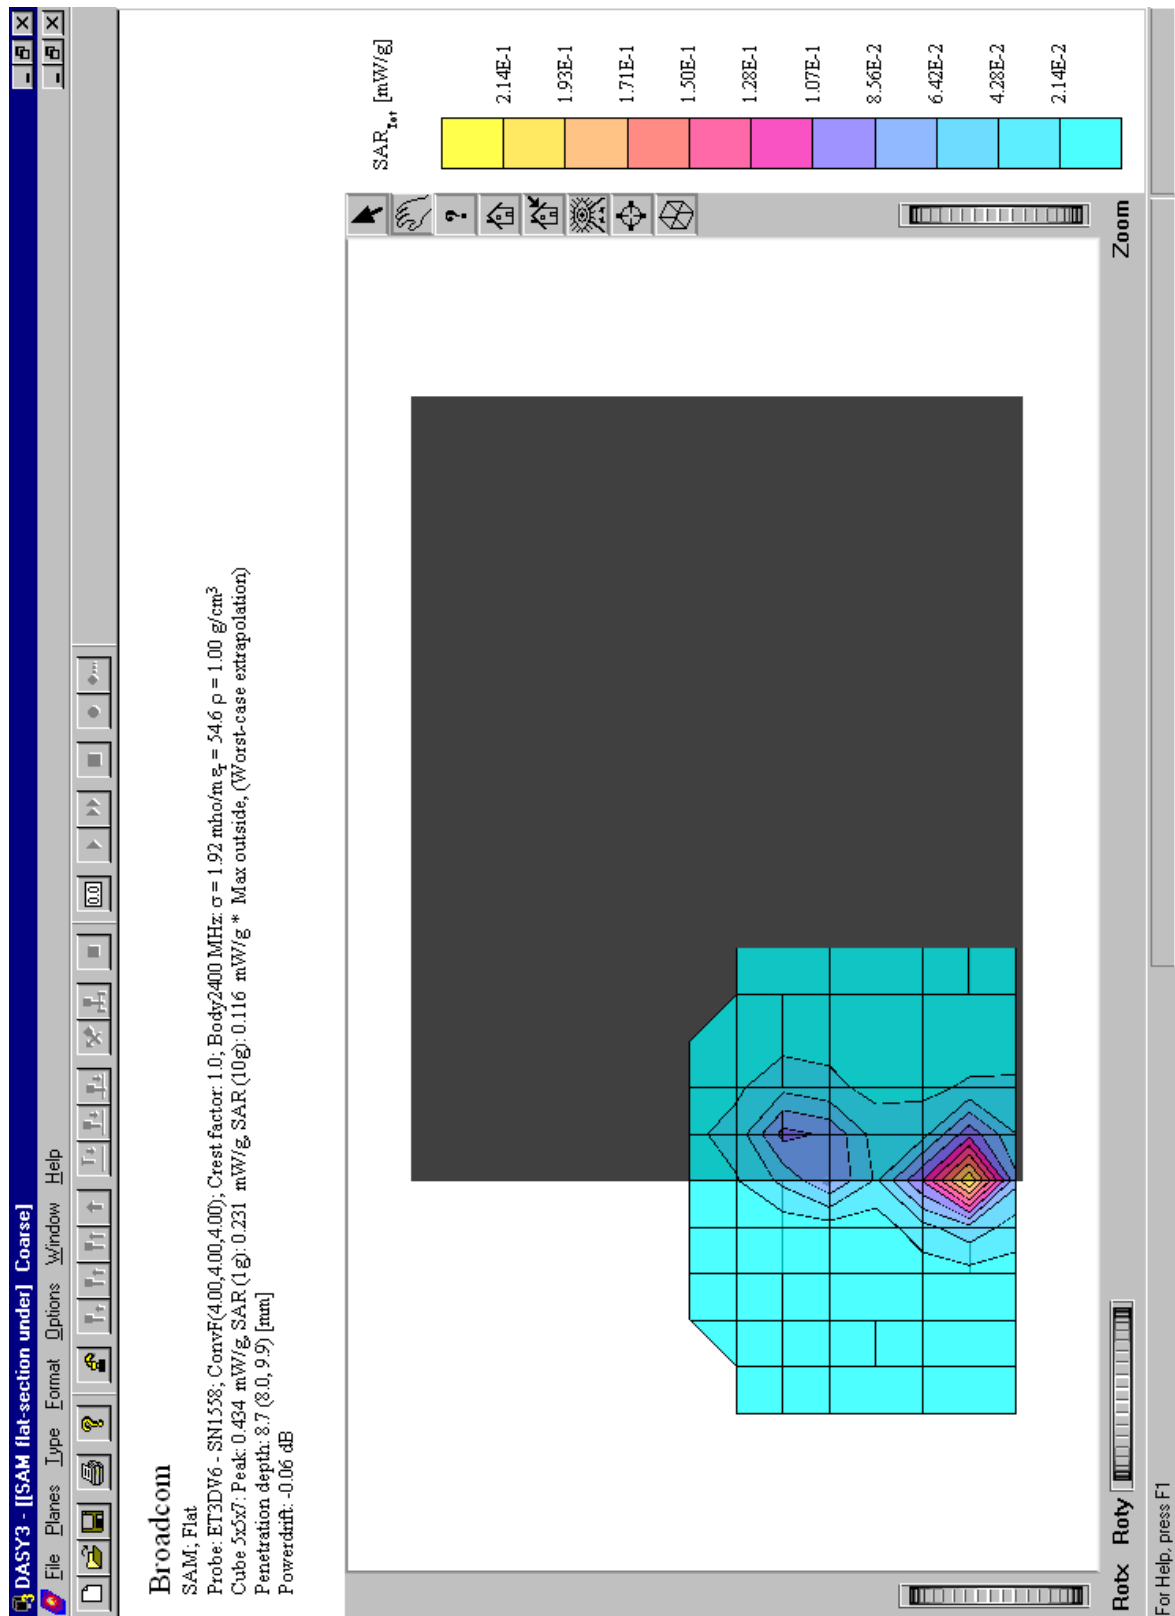 DASY3 - [[SAM flat-section under] Coarse]
File Planes Type Format Options Window Help
0.0
Broadcom
SAM; Flat
Probe: ET3DV6 - SN1558; ConvF(4.00,4.00,4.00); Crest factor: 1.0; Body2400 MHz: σ = 1.92 mho/m εr = 54.6 ρ = 1.00 g/cm³
Cube 5x5x7: Peak: 0.434 mW/g, SAR (1g): 0.231 mW/g, SAR (10g): 0.116 mW/g * Max outside, (Worst-case extrapolation)
Penetration depth: 8.7 (8.0, 9.9) [mm]
Powerdrift: -0.06 dB
SARTot [mW/g]
2.14E-1
1.93E-1
1.71E-1
1.50E-1
1.28E-1
1.07E-1
8.56E-2
6.42E-2
4.28E-2
2.14E-2
Rotx Roty Zoom
For Help, press F1